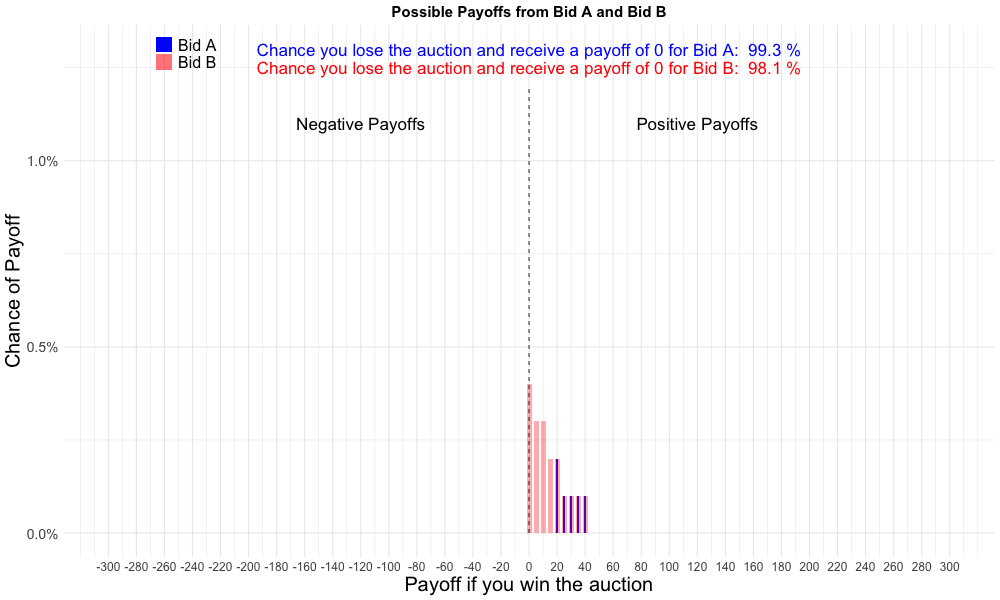 Possible Payoffs from Bid A and Bid B
Bid A
Bid B
Chance you lose the auction and receive a payoff of 0 for Bid A:  99.3 %
Chance you lose the auction and receive a payoff of 0 for Bid B:  98.1 %
Negative Payoffs
Positive Payoffs
Chance of Payoff
1.0%
0.5%
0.0%
-300 -280 -260 -240 -220 -200 -180 -160 -140 -120 -100 -80 -60 -40 -20 0 20 40 60 80 100 120 140 160 180 200 220 240 260 280 300
Payoff if you win the auction